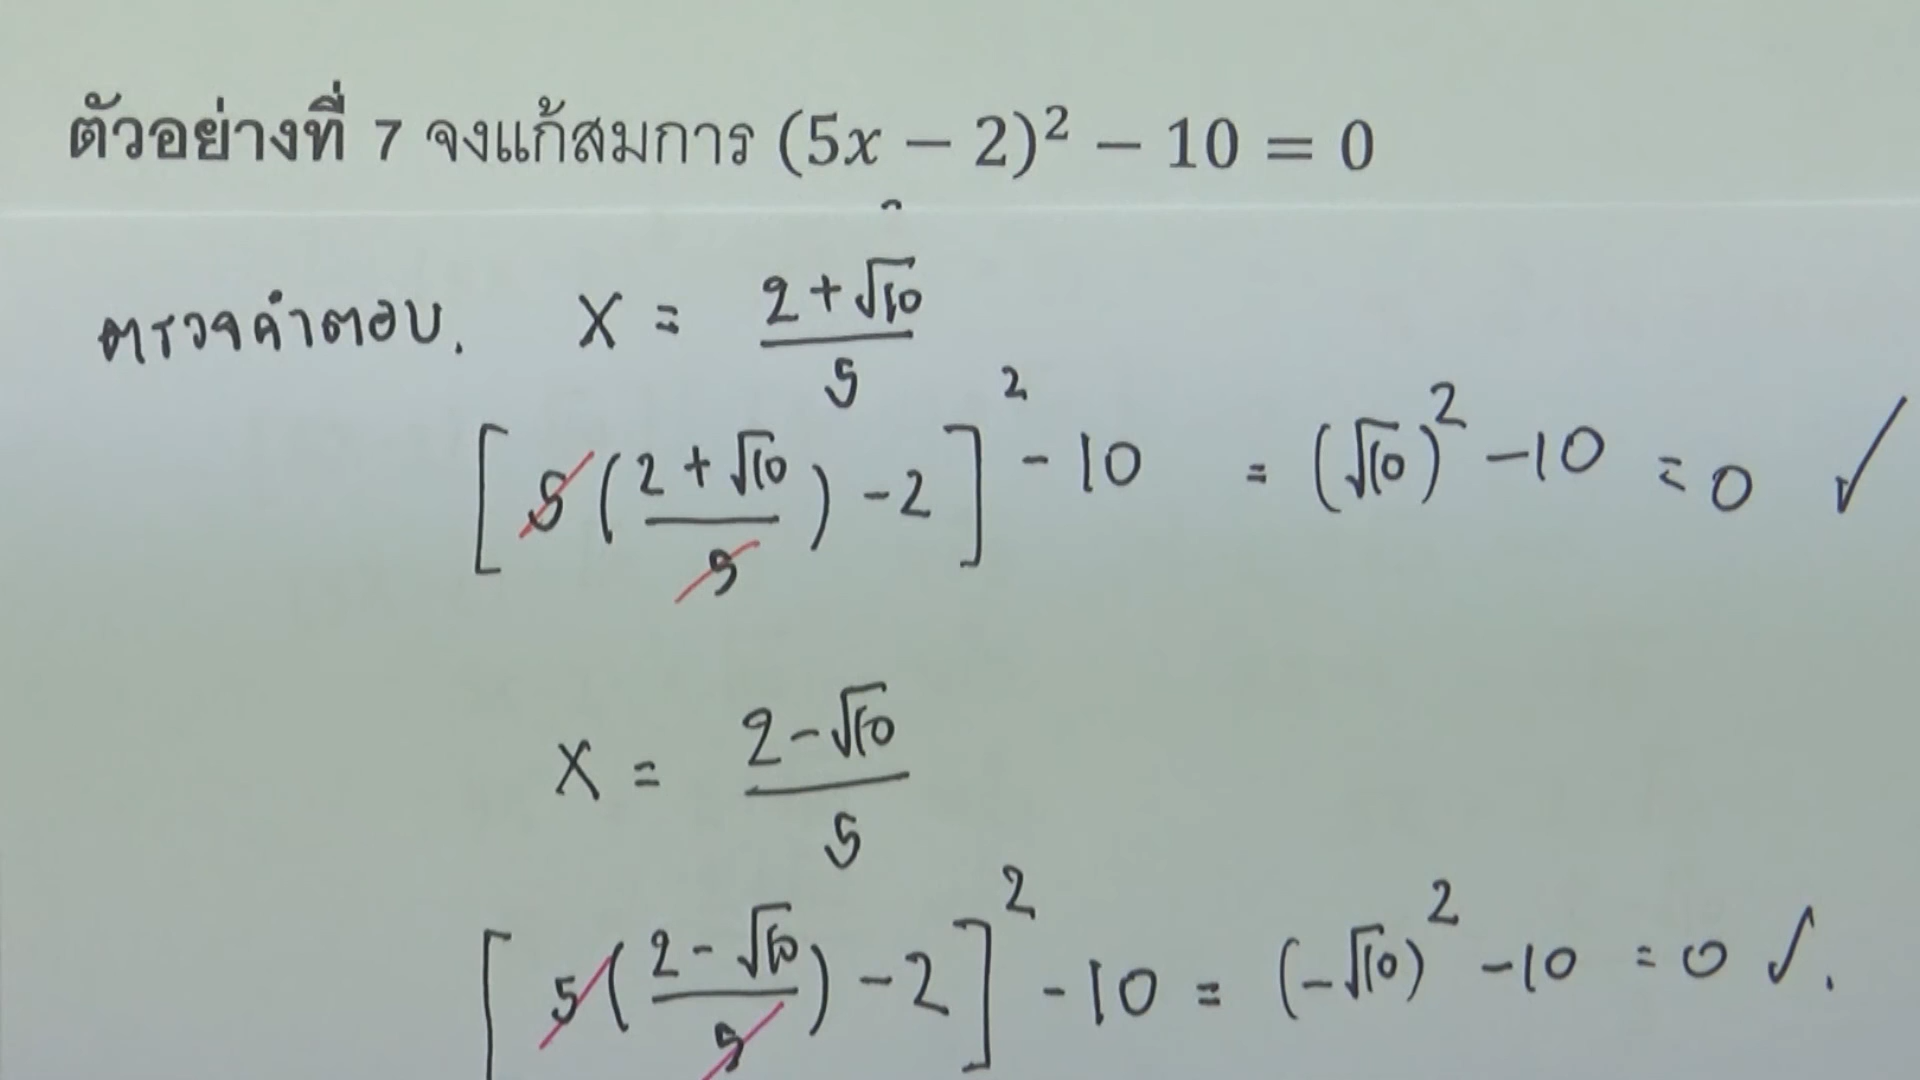 ตัวอย่างที่ 7 จงแก้สมการ (5x − 2)² − 10 = 0
ตรวจคำตอบ. x = (2 + √10)/5
[5((2 + √10)/5) − 2]² − 10 = (√10)² − 10 = 0 ✓
x = (2 − √10)/5
[5((2 − √10)/5) − 2]² − 10 = (−√10)² − 10 = 0 ✓.